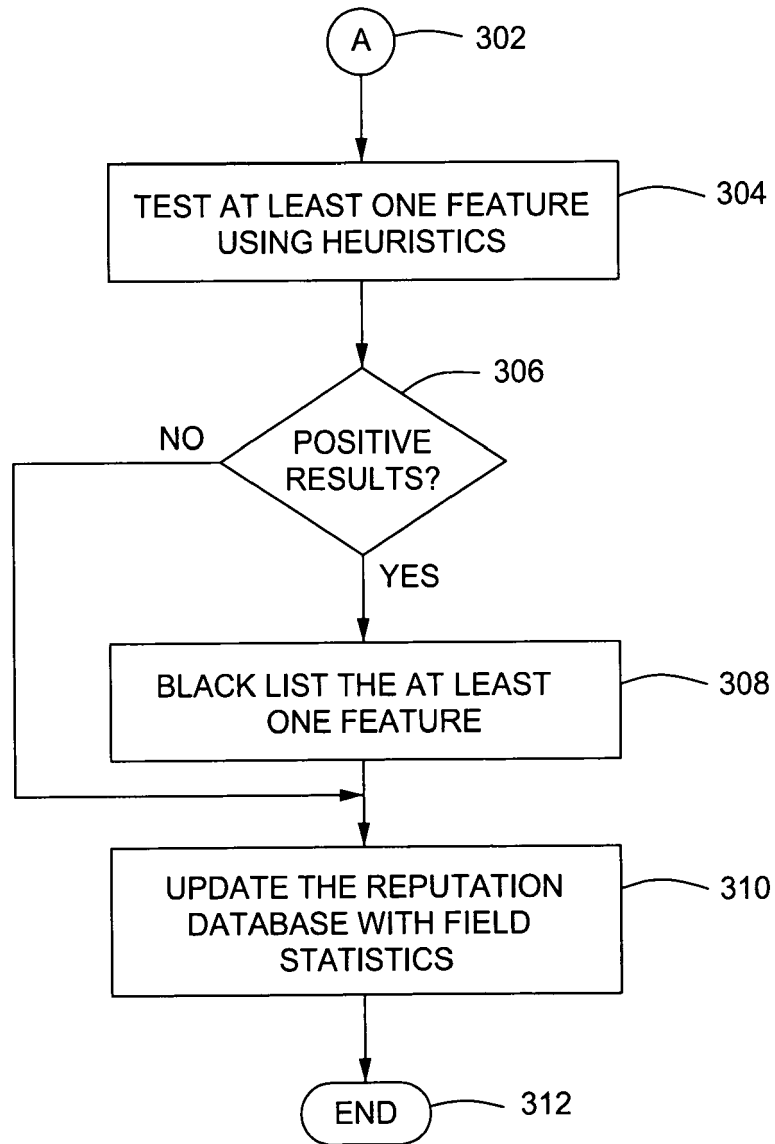 A
302
TEST AT LEAST ONE FEATURE
USING HEURISTICS
304
306
NO
POSITIVE
RESULTS?
YES
BLACK LIST THE AT LEAST
ONE FEATURE
308
UPDATE THE REPUTATION
DATABASE WITH FIELD
STATISTICS
310
END
312